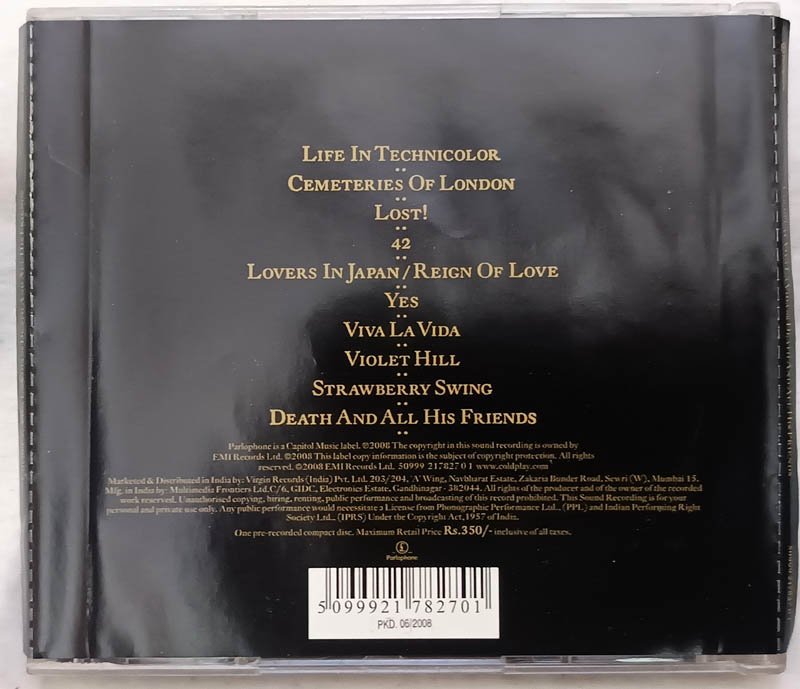 LIFE IN TECHNICOLOR
CEMETERIES OF LONDON
LOST!
42
LOVERS IN JAPAN / REIGN OF LOVE
YES
VIVA LA VIDA
VIOLET HILL
STRAWBERRY SWING
DEATH AND ALL HIS FRIENDS
Parlophone is a Capitol Music label. ℗2008 The copyright in this sound recording is owned by
EMI Records Ltd. ©2008 This label copy information is the subject of copyright protection. All rights
reserved. ©2008 EMI Records Ltd. 50999 217827 0 1 www.coldplay.com
Marketed & Distributed in India by: Virgin Records (India) Pvt. Ltd. 203/204, 'A' Wing, Navbharat Estate, Zakaria Bunder Road, Sewri (W), Mumbai 15.
Mfg. in India by: Multimedia Frontiers Ltd.C/6, GIDC, Electronics Estate, Gandhinagar - 382044. All rights of the producer and of the owner of the recorded
work reserved. Unauthorised copying, hiring, renting, public performance and broadcasting of this record prohibited. This Sound Recording is for your
personal and private use only. Any public performance would necessitate a License from Phonographic Performance Ltd., (PPL) and Indian Performing Right
Society Ltd., (IPRS) Under the Copyright Act, 1957 of India.
One pre-recorded compact disc. Maximum Retail Price Rs.350/- inclusive of all taxes.
£
Parlophone
5 099921 782701
PKD. 06/2008